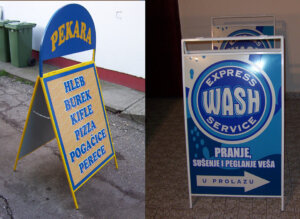 PEKARA
HLEB
BUREK
KIFLE
PIZZA
POGAČICE
PERECE
EXPRESS
WASH
SERVICE
PRANJE,
SUŠENJE I PEGLANJE VEŠA
U PROLAZU